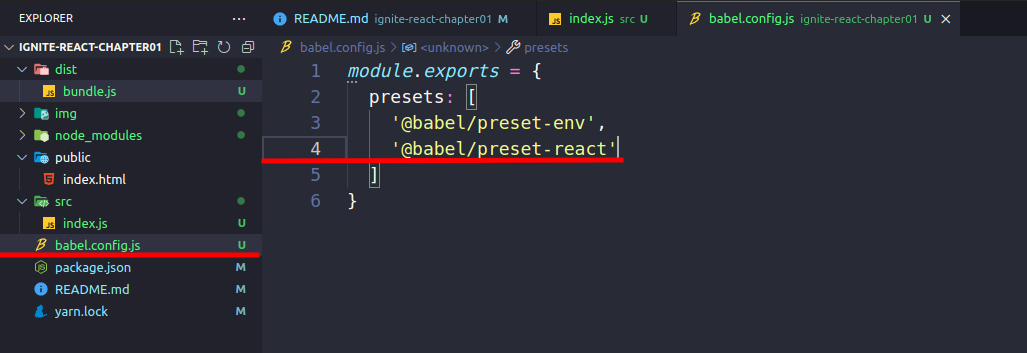 EXPLORER
IGNITE-REACT-CHAPTER01
dist
JS bundle.js U
img
node_modules
public
index.html
src
JS index.js U
babel.config.js U
package.json M
README.md M
yarn.lock M
README.md ignite-react-chapter01 M
JS index.js src U
babel.config.js ignite-react-chapter01 U
babel.config.js > <unknown> > presets
1 module.exports = {
2 presets: [
3 '@babel/preset-env',
4 '@babel/preset-react'
5 ]
6 }